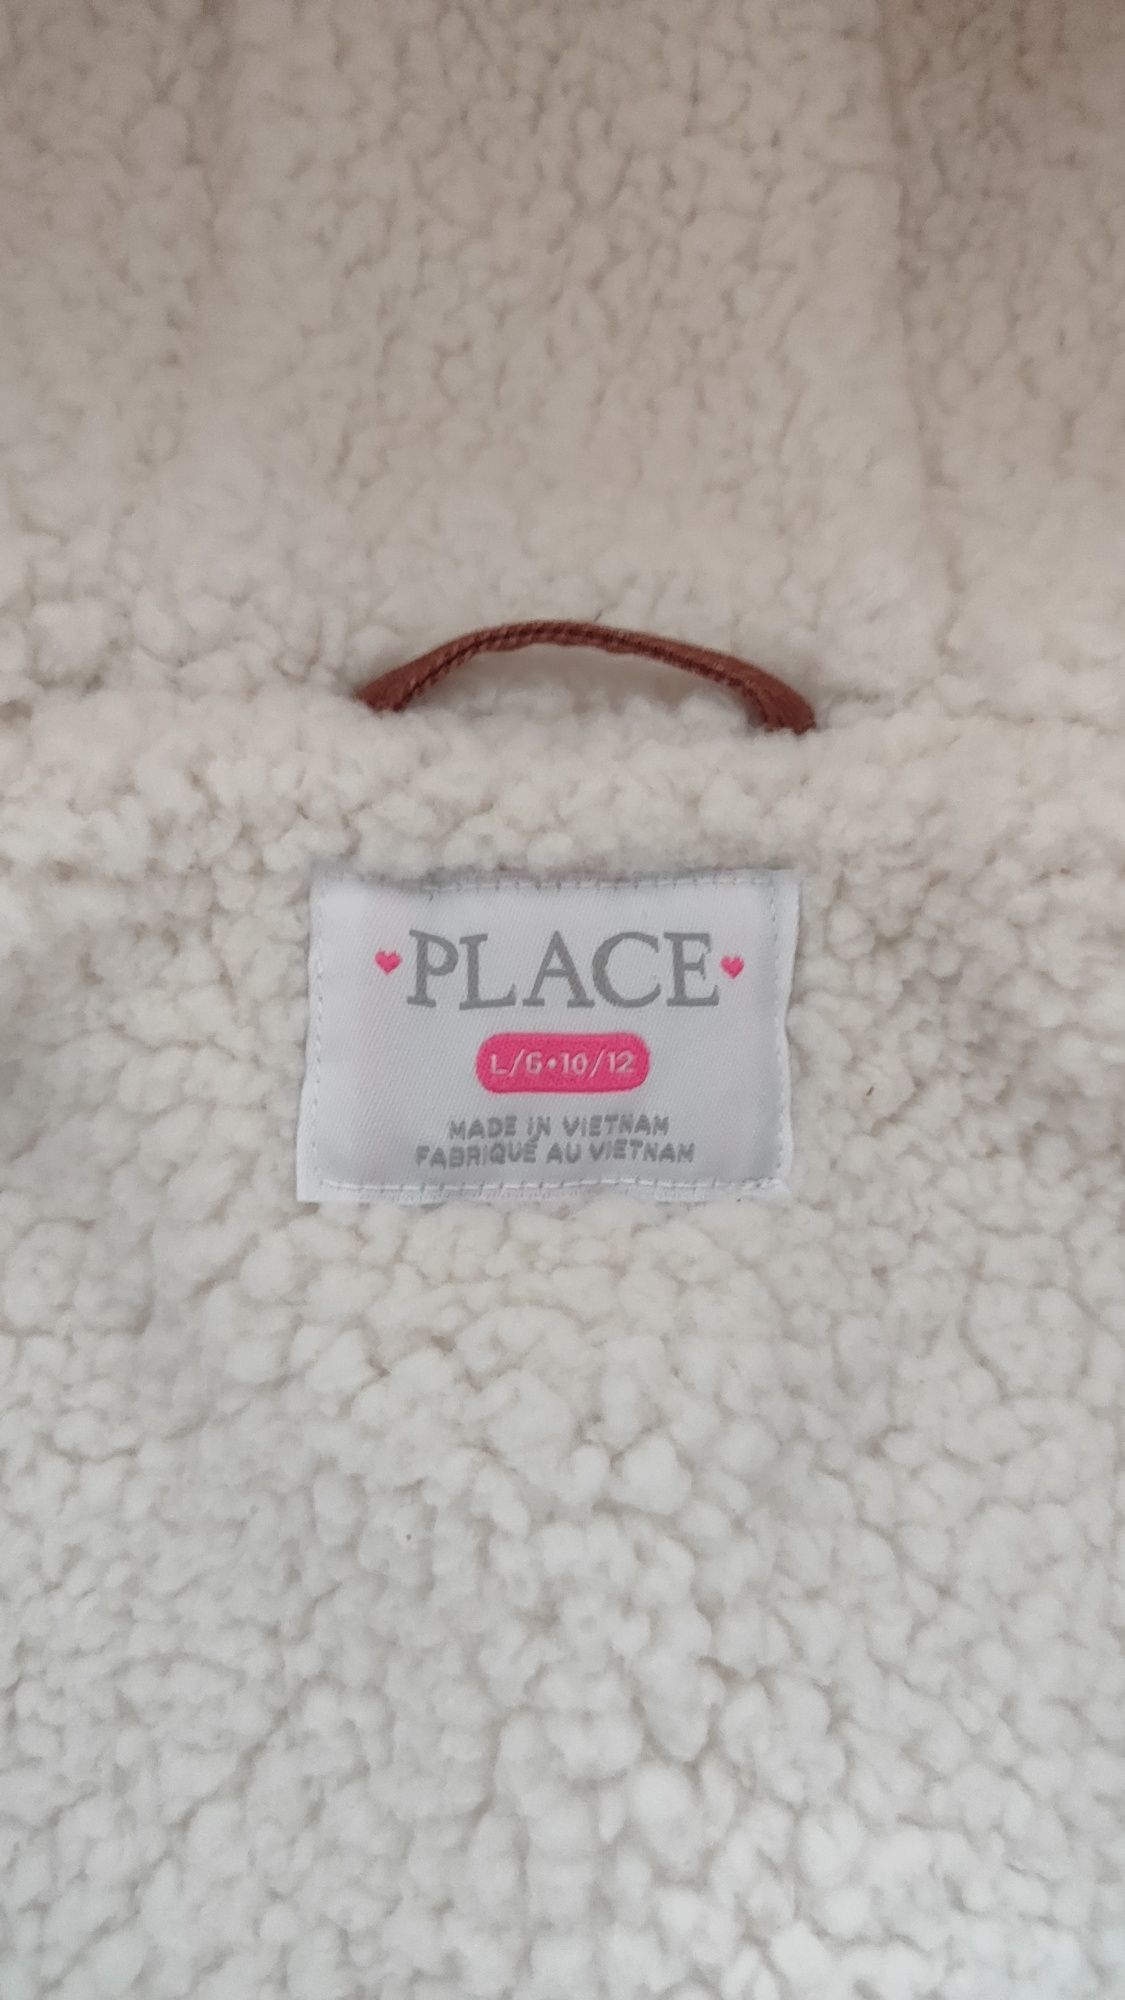 PLACE
L/G•10/12
MADE IN VIETNAM
FABRIQUÉ AU VIETNAM